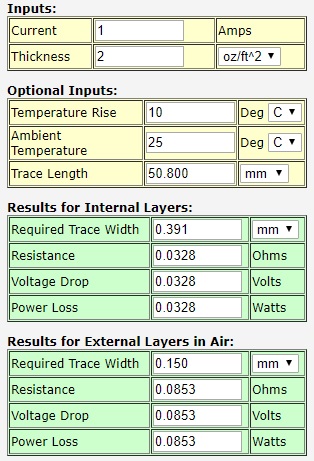 Inputs:
Current 1 Amps
Thickness 2 oz/ft^2
Optional Inputs:
Temperature Rise 10 Deg C
Ambient
Temperature 25 Deg C
Trace Length 50.800 mm
Results for Internal Layers:
Required Trace Width 0.391 mm
Resistance 0.0328 Ohms
Voltage Drop 0.0328 Volts
Power Loss 0.0328 Watts
Results for External Layers in Air:
Required Trace Width 0.150 mm
Resistance 0.0853 Ohms
Voltage Drop 0.0853 Volts
Power Loss 0.0853 Watts